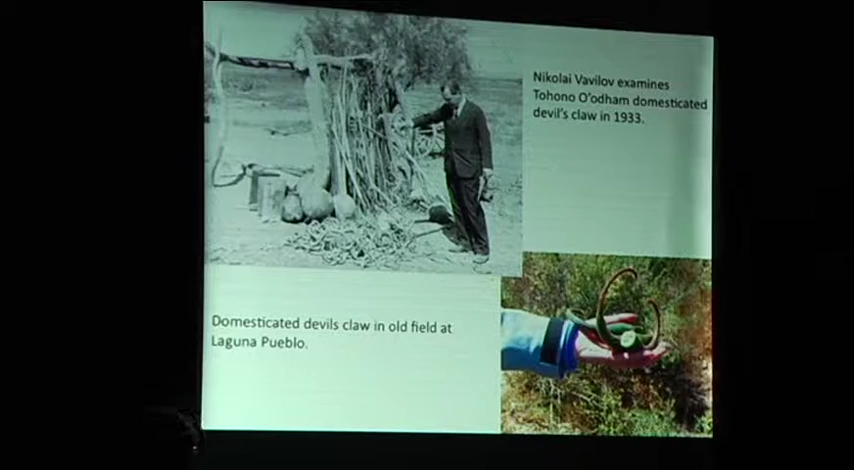 Nikolai Vavilov examines
Tohono O'odham domesticated
devil's claw in 1933.
Domesticated devils claw in old field at
Laguna Pueblo.